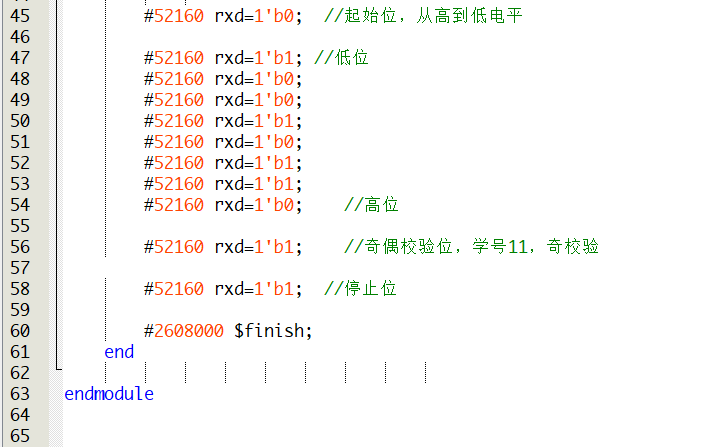 45 #52160 rxd=1'b0; //起始位，从高到低电平
46
47 #52160 rxd=1'b1; //低位
48 #52160 rxd=1'b0;
49 #52160 rxd=1'b0;
50 #52160 rxd=1'b1;
51 #52160 rxd=1'b0;
52 #52160 rxd=1'b1;
53 #52160 rxd=1'b1;
54 #52160 rxd=1'b0; //高位
55
56 #52160 rxd=1'b1; //奇偶校验位，学号11，奇校验
57
58 #52160 rxd=1'b1; //停止位
59
60 #2608000 $finish;
61 end
62
63 endmodule
64
65